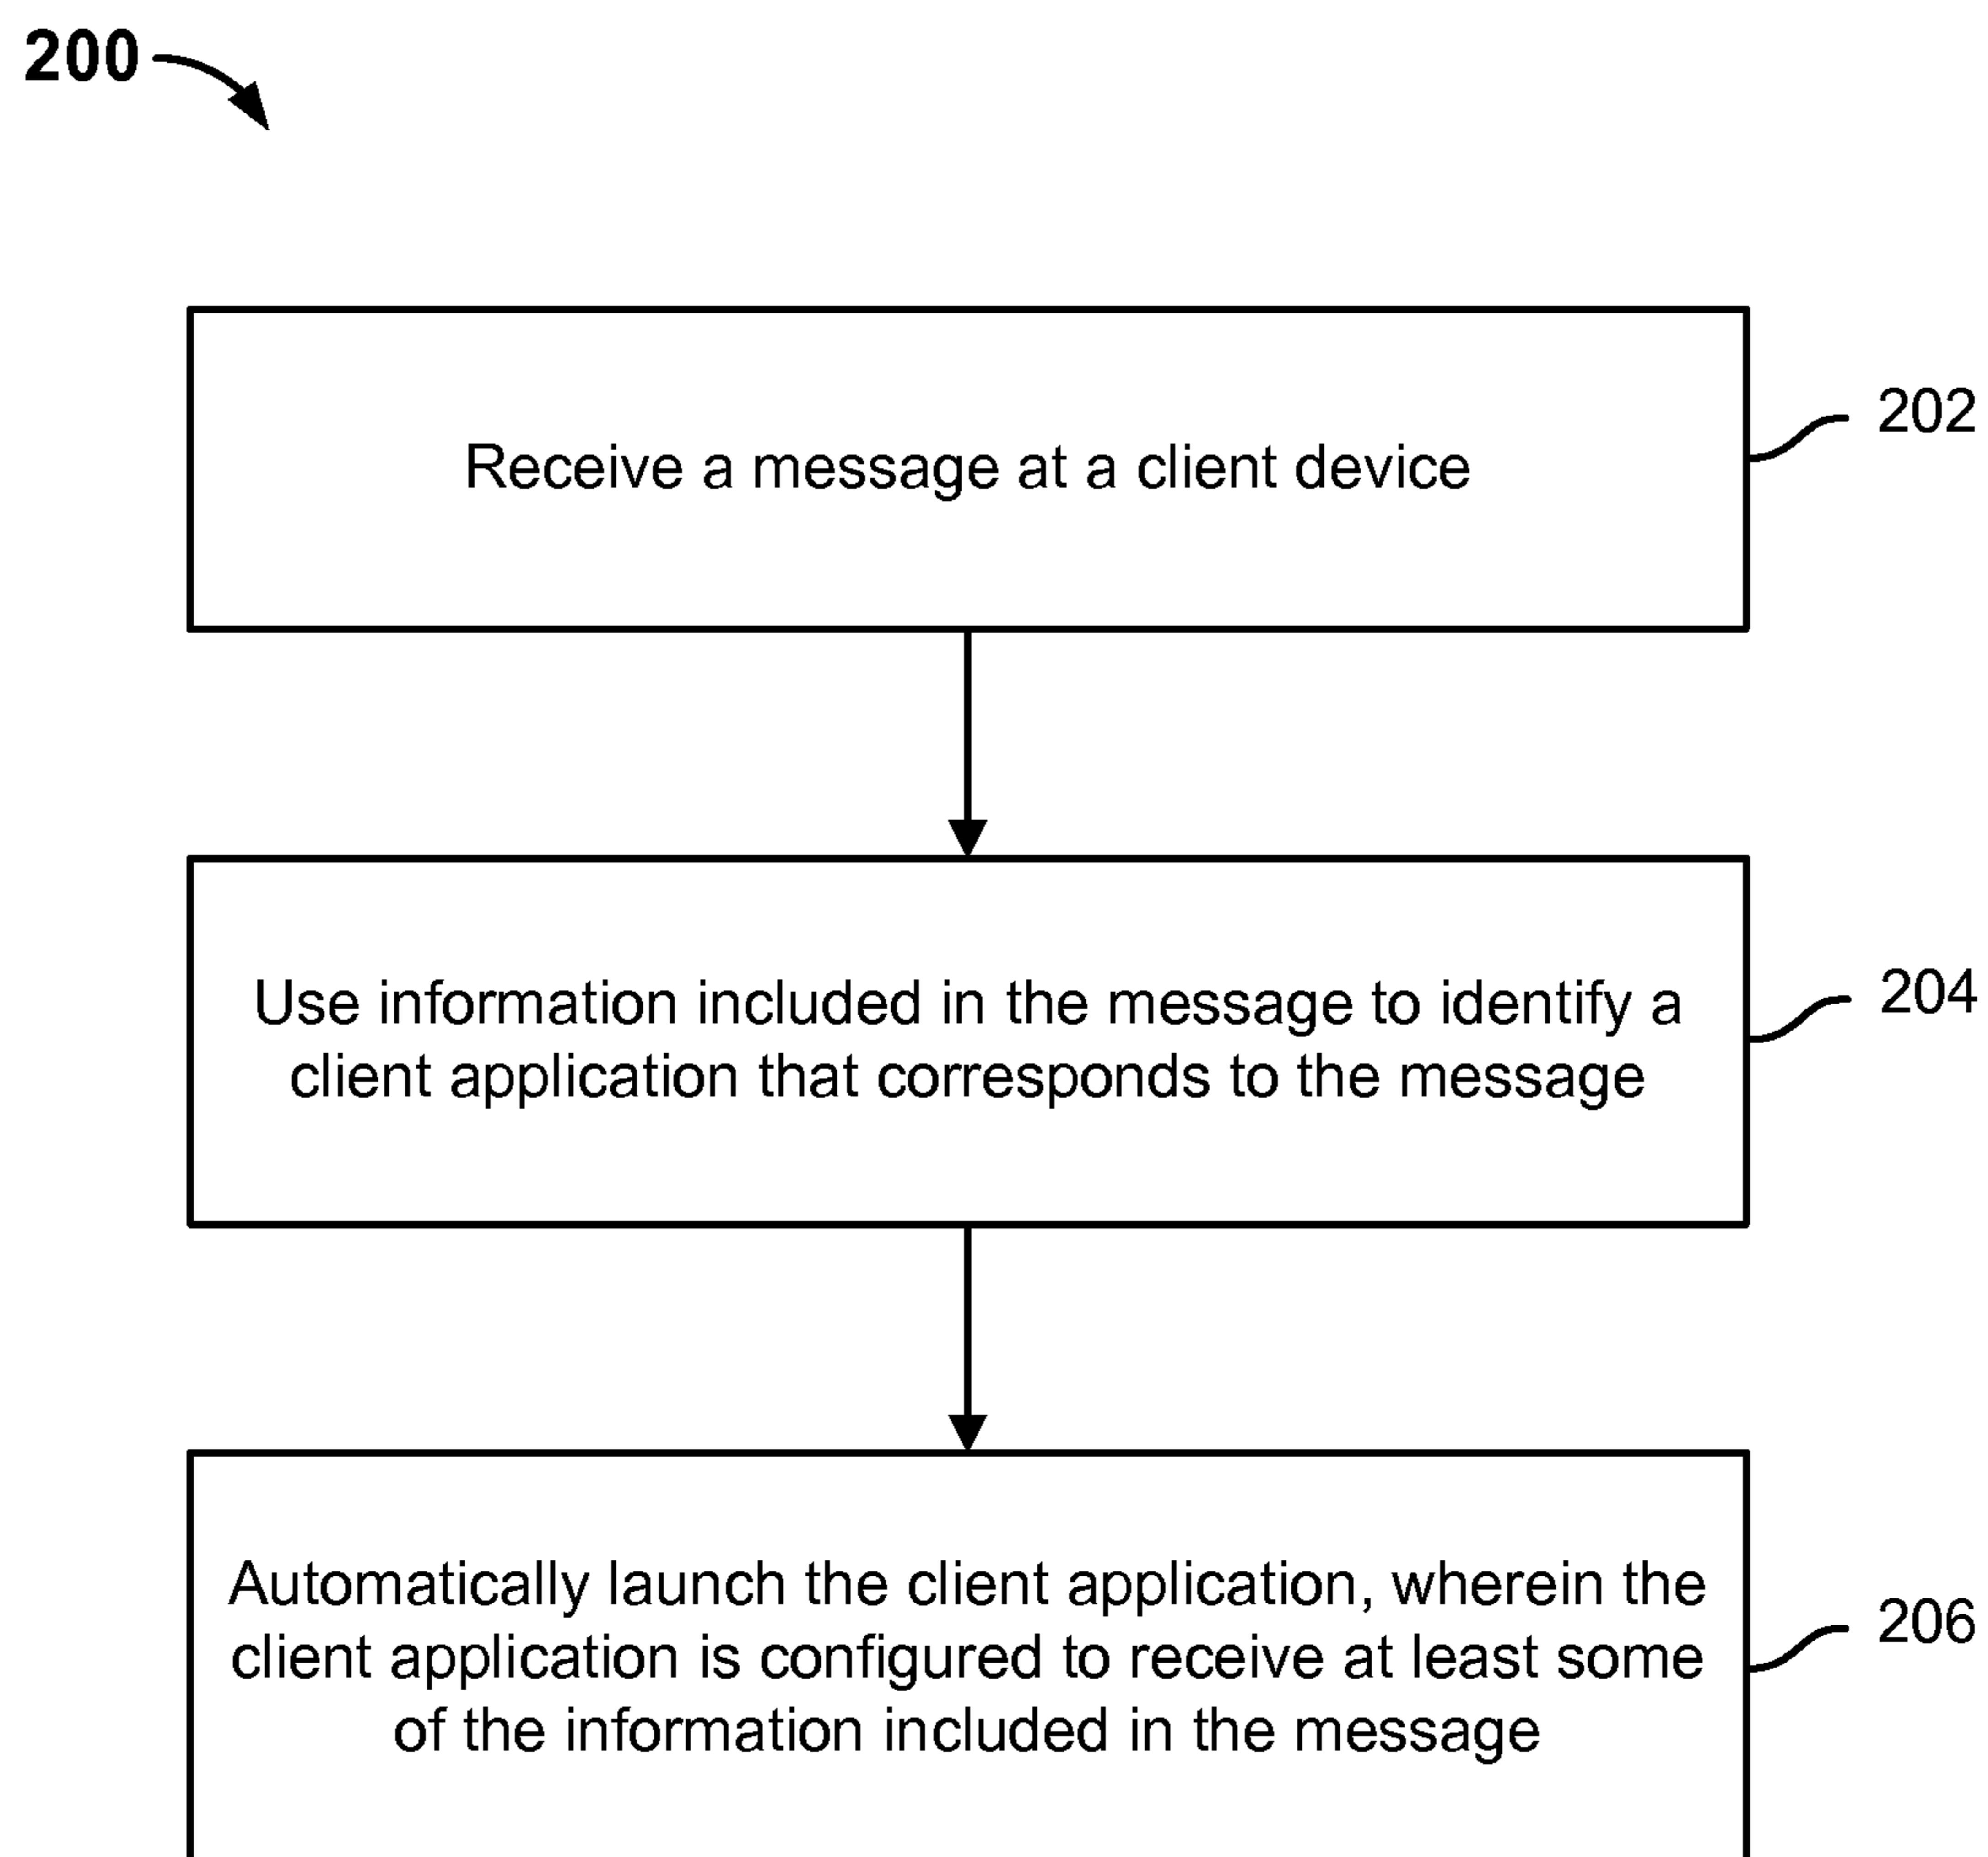 200
Receive a message at a client device
202
Use information included in the message to identify a
client application that corresponds to the message
204
Automatically launch the client application, wherein the
client application is configured to receive at least some
of the information included in the message
206